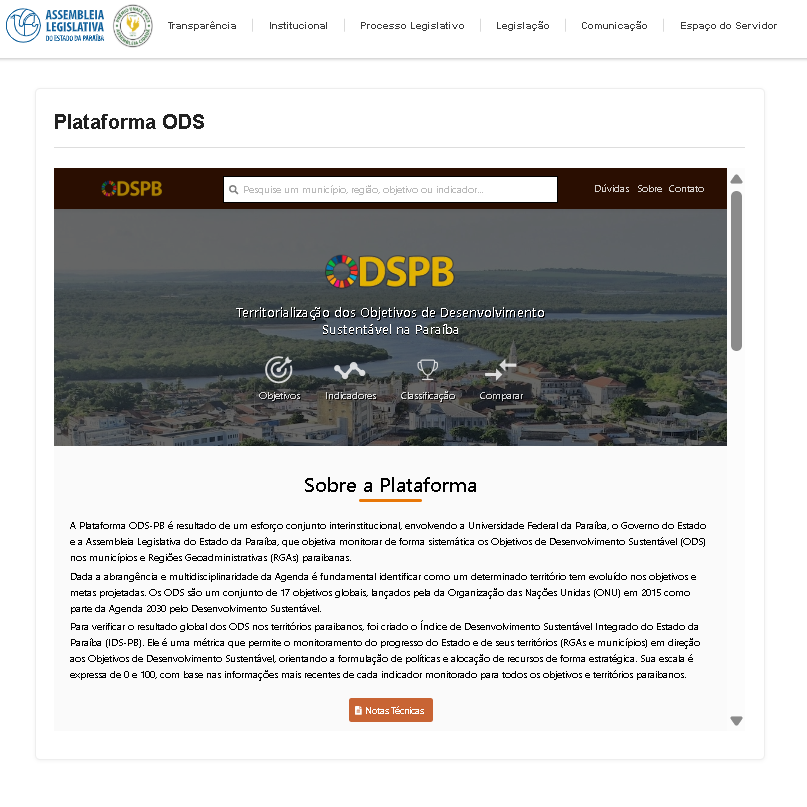 ASSEMBLEIA
LEGISLATIVA
DO ESTADO DA PARAÍBA
Transparência
Institucional
Processo Legislativo
Legislação
Comunicação
Espaço do Servidor
Plataforma ODS
ODSPB
Pesquise um município, região, objetivo ou indicador...
Dúvidas Sobre Contato
ODSPB
Territorialização dos Objetivos de Desenvolvimento
Sustentável na Paraíba
Objetivos
Indicadores
Classificação
Comparar
Sobre a Plataforma
A Plataforma ODS-PB é resultado de um esforço conjunto interinstitucional, envolvendo a Universidade Federal da Paraíba, o Governo do Estado
e a Assembleia Legislativa do Estado da Paraíba, que objetiva monitorar de forma sistemática os Objetivos de Desenvolvimento Sustentável (ODS)
nos municípios e Regiões Geoadministrativas (RGAs) paraibanas.
Dada a abrangência e multidisciplinaridade da Agenda é fundamental identificar como um determinado território tem evoluído nos objetivos e
metas projetadas. Os ODS são um conjunto de 17 objetivos globais, lançados pela da Organização das Nações Unidas (ONU) em 2015 como
parte da Agenda 2030 pelo Desenvolvimento Sustentável.
Para verificar o resultado global dos ODS nos territórios paraibanos, foi criado o Índice de Desenvolvimento Sustentável Integrado do Estado da
Paraíba (IDS-PB). Ele é uma métrica que permite o monitoramento do progresso do Estado e de seus territórios (RGAs e municípios) em direção
aos Objetivos de Desenvolvimento Sustentável, orientando a formulação de políticas e alocação de recursos de forma estratégica. Sua escala é
expressa de 0 e 100, com base nas informações mais recentes de cada indicador monitorado para todos os objetivos e territórios paraibanos.
Notas Técnicas